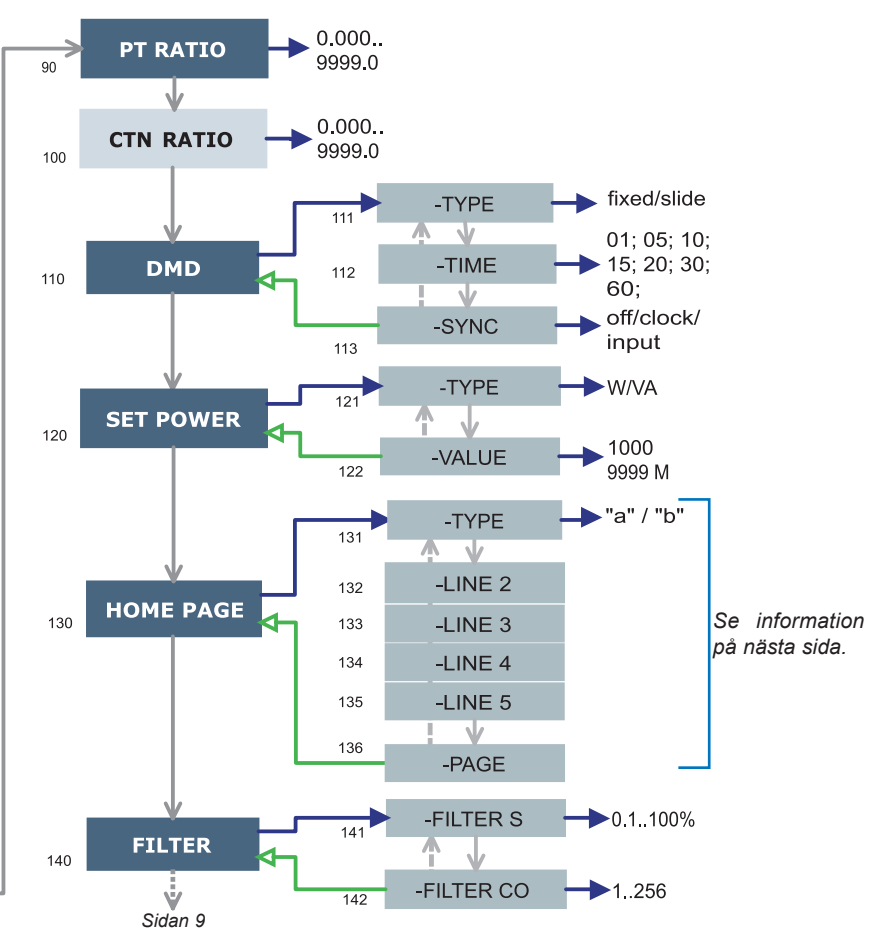 PT RATIO
90
0.000..
9999.0
CTN RATIO
100
0.000..
9999.0
DMD
110
-TYPE
111
fixed/slide
-TIME
112
01; 05; 10;
15; 20; 30;
60;
-SYNC
113
off/clock/
input
SET POWER
120
-TYPE
121
W/VA
-VALUE
122
1000
9999 M
HOME PAGE
130
-TYPE
131
"a" / "b"
132
-LINE 2
133
-LINE 3
134
-LINE 4
135
-LINE 5
136
-PAGE
Se information
på nästa sida.
FILTER
140
-FILTER S
141
0.1..100%
-FILTER CO
142
1..256
Sidan 9